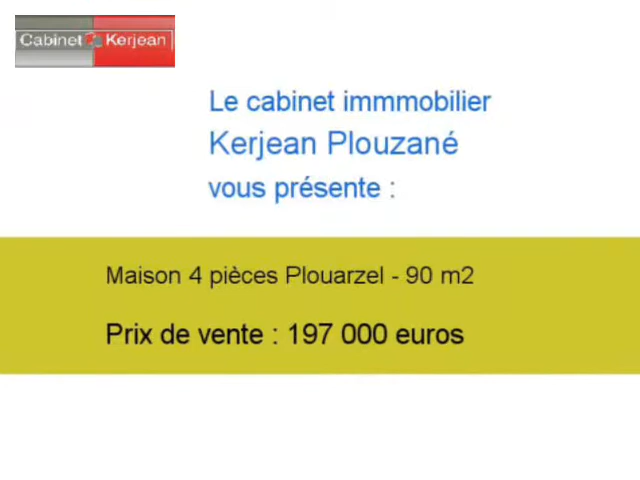 Cabinet Kerjean
Le cabinet immmobilier
Kerjean Plouzané
vous présente :
Maison 4 pièces Plouarzel - 90 m2
Prix de vente : 197 000 euros